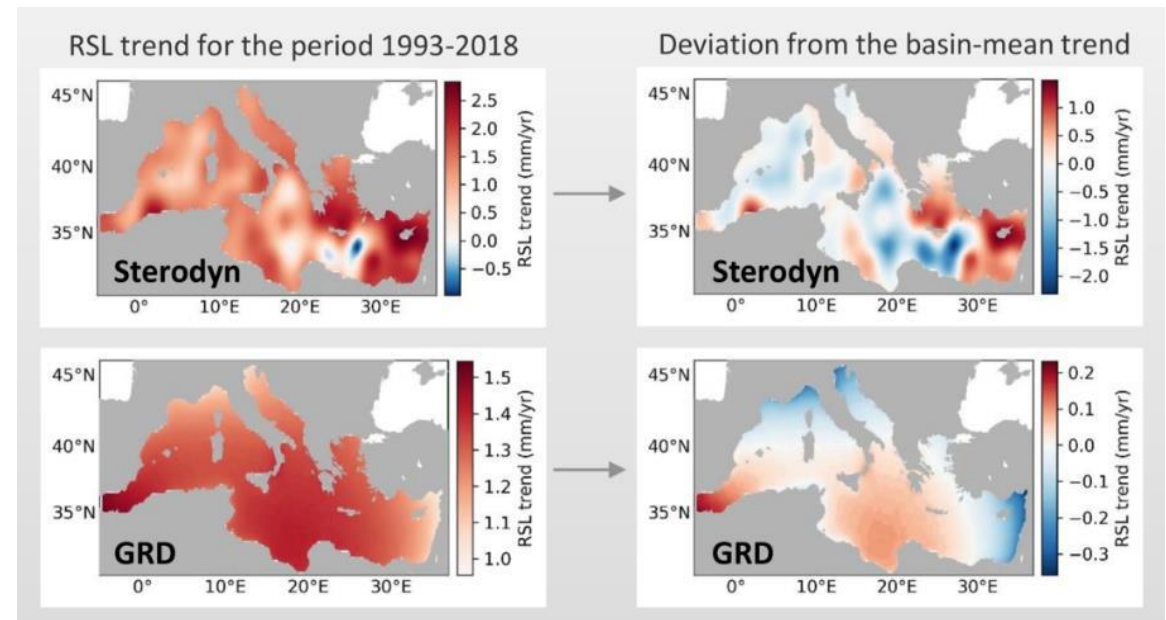 RSL trend for the period 1993-2018
Deviation from the basin-mean trend
45°N
40°N
35°N
0°
10°E
20°E
30°E
Sterodyn
2.5
2.0
1.5
1.0
0.5
0.0
−0.5
RSL trend (mm/yr)
45°N
40°N
35°N
0°
10°E
20°E
30°E
Sterodyn
1.0
0.5
0.0
−0.5
−1.0
−1.5
−2.0
RSL trend (mm/yr)
45°N
40°N
35°N
0°
10°E
20°E
30°E
GRD
1.5
1.4
1.3
1.2
1.1
1.0
RSL trend (mm/yr)
45°N
40°N
35°N
0°
10°E
20°E
30°E
GRD
0.2
0.1
0.0
−0.1
−0.2
−0.3
RSL trend (mm/yr)